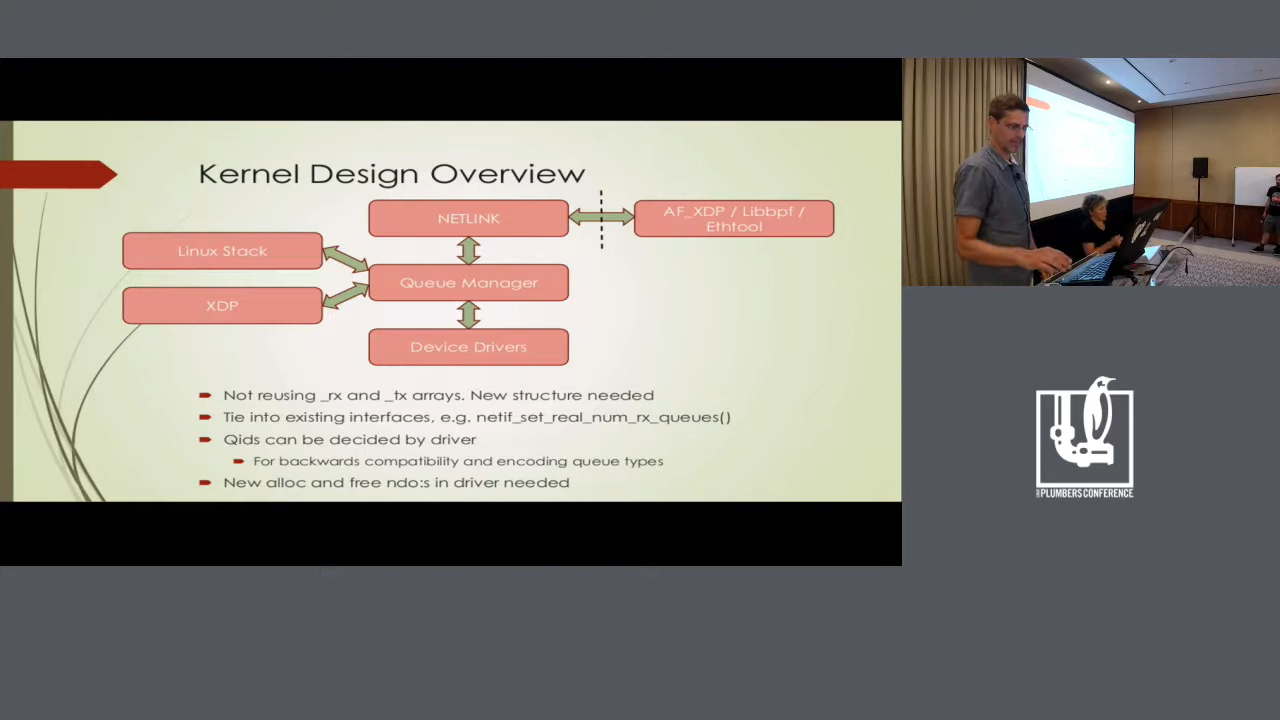 Kernel Design Overview
NETLINK
AF_XDP / Libbpf /
Ethtool
Linux Stack
Queue Manager
XDP
Device Drivers
Not reusing _rx and _tx arrays. New structure needed
Tie into existing interfaces, e.g. netif_set_real_num_rx_queues()
Qids can be decided by driver
For backwards compatibility and encoding queue types
New alloc and free ndo:s in driver needed
PLUMBERS CONFERENCE